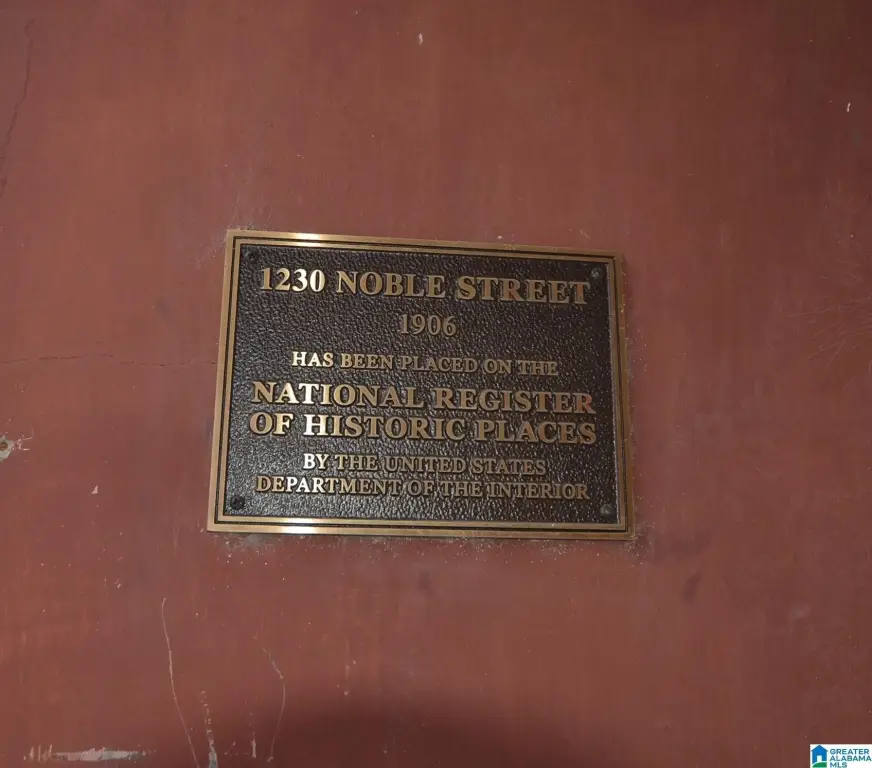 1230 NOBLE STREET
1906
HAS BEEN PLACED ON THE
NATIONAL REGISTER
OF HISTORIC PLACES
BY THE UNITED STATES
DEPARTMENT OF THE INTERIOR
GREATER
ALABAMA
MLS